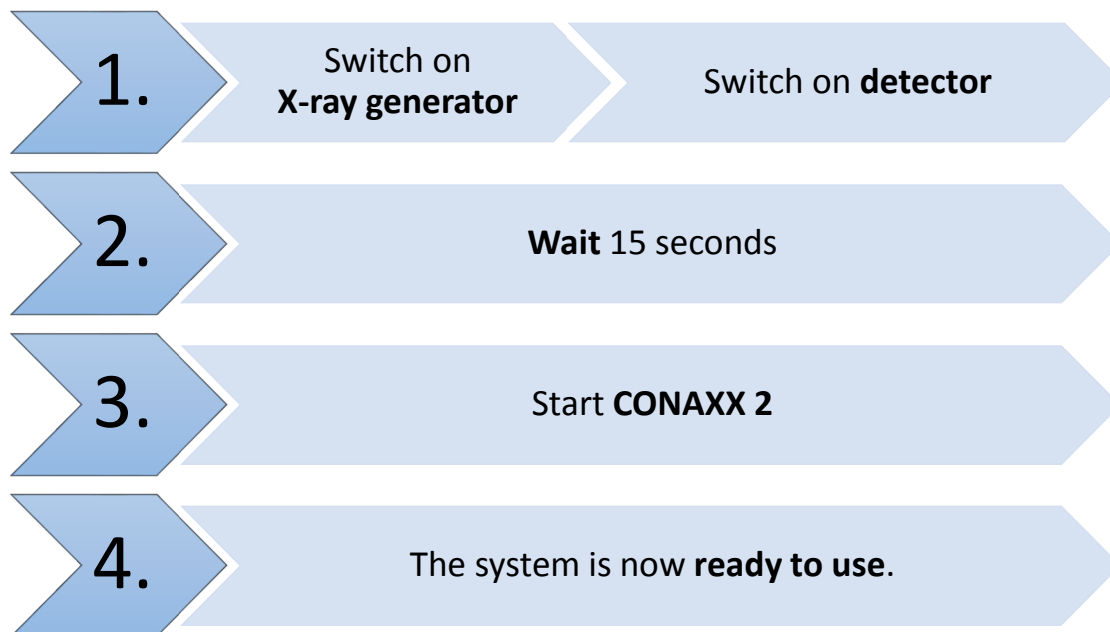 1.
Switch on
X-ray generator
Switch on detector
2.
Wait 15 seconds
3.
Start CONAXX 2
4.
The system is now ready to use.